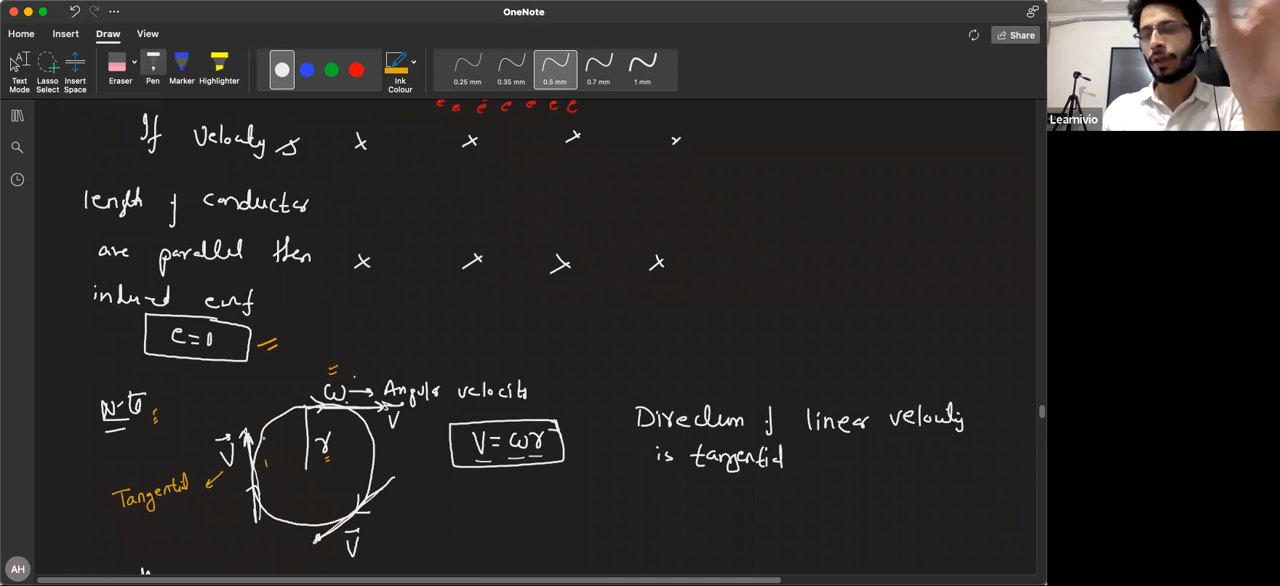 OneNote
Home Insert Draw View
Share
Text Mode
Lasso Select
Insert Space
Eraser
Pen
Marker
Highlighter
Ink Colour
0.25 mm
0.35 mm
0.5 mm
0.7 mm
1 mm
Learnivio
e e e e e e e
If Velocity &
x x x x
length of conductor
are parallel then
x x x x
induced emf
e = 0
ω → Angular velocity
V
r
V = ωr
Direction of linear velocity
is tangential
V
Tangential
V
AH